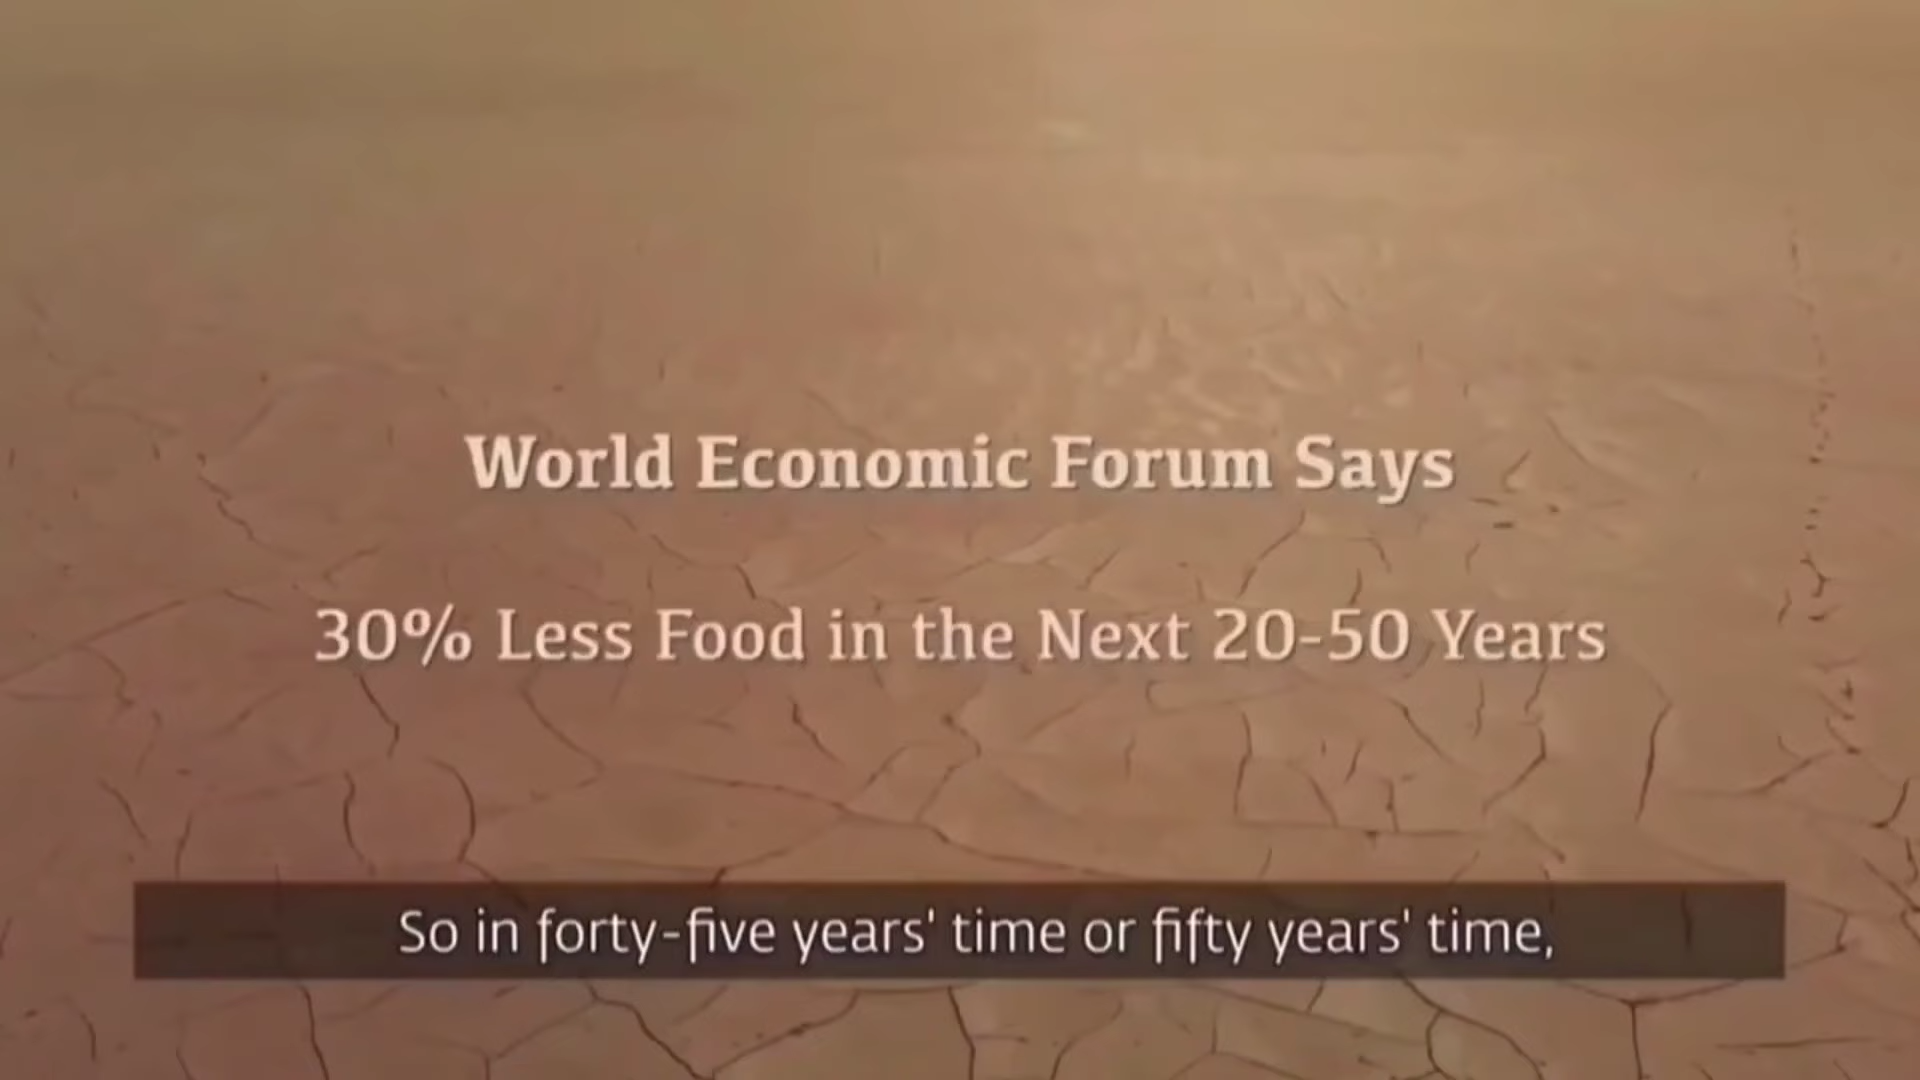 World Economic Forum Says
30% Less Food in the Next 20-50 Years
So in forty-five years' time or fifty years' time,